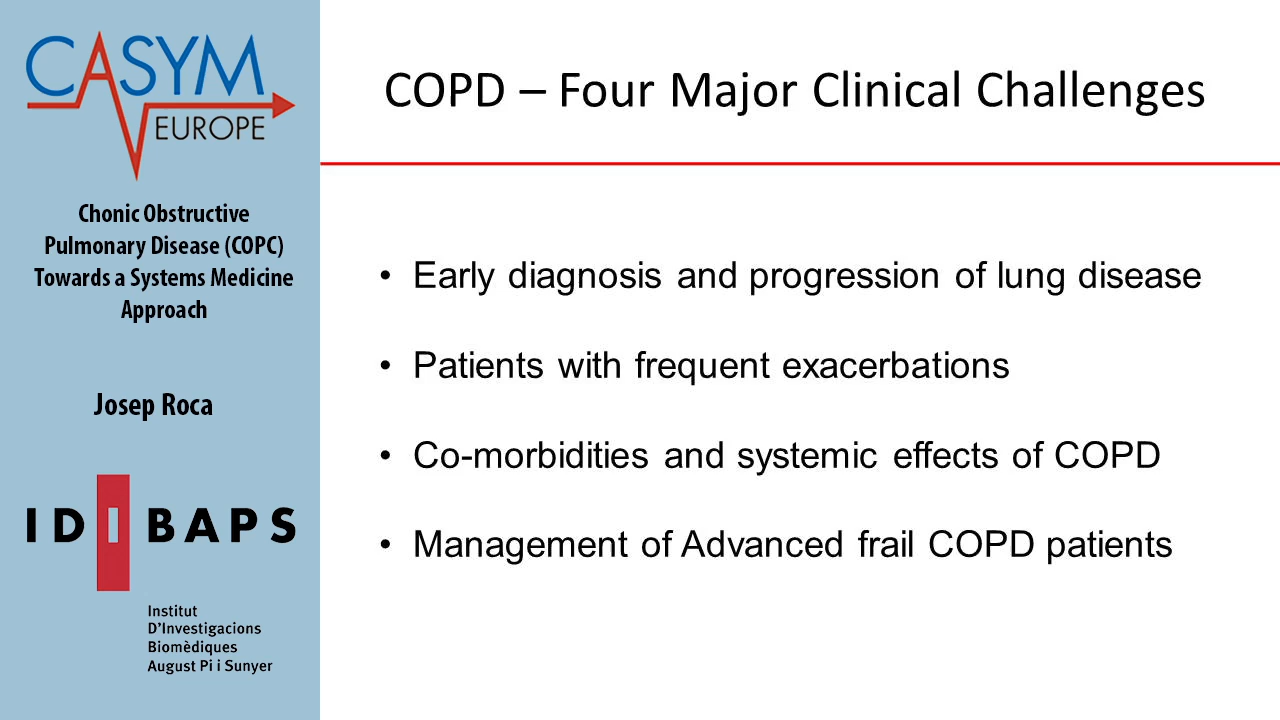 CASYM
EUROPE
Chonic Obstructive
Pulmonary Disease (COPC)
Towards a Systems Medicine
Approach
Josep Roca
IDIBAPS
Institut
D'Investigacions
Biomèdiques
August Pi i Sunyer
COPD – Four Major Clinical Challenges
• Early diagnosis and progression of lung disease
• Patients with frequent exacerbations
• Co-morbidities and systemic effects of COPD
• Management of Advanced frail COPD patients